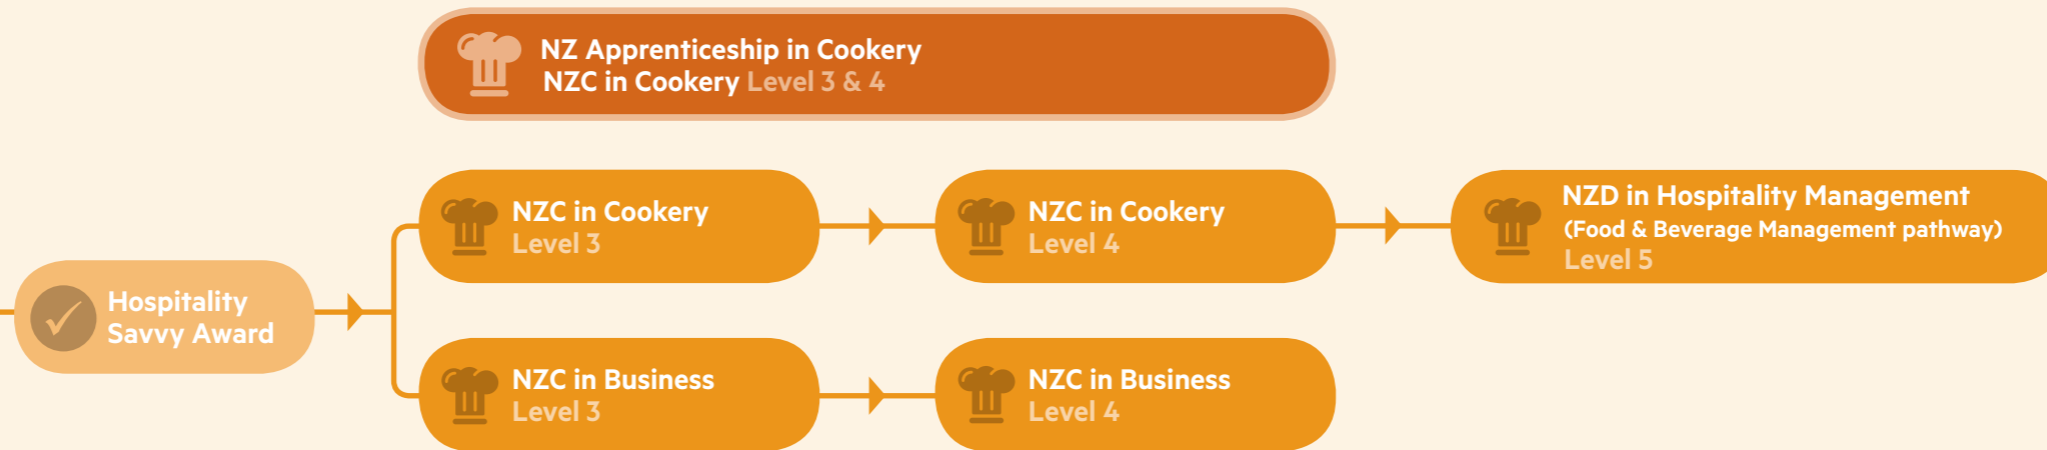 NZ Apprenticeship in Cookery
NZC in Cookery Level 3 & 4
NZC in Cookery
Level 3
NZC in Cookery
Level 4
NZD in Hospitality Management
(Food & Beverage Management pathway)
Level 5
Hospitality
Savvy Award
NZC in Business
Level 3
NZC in Business
Level 4